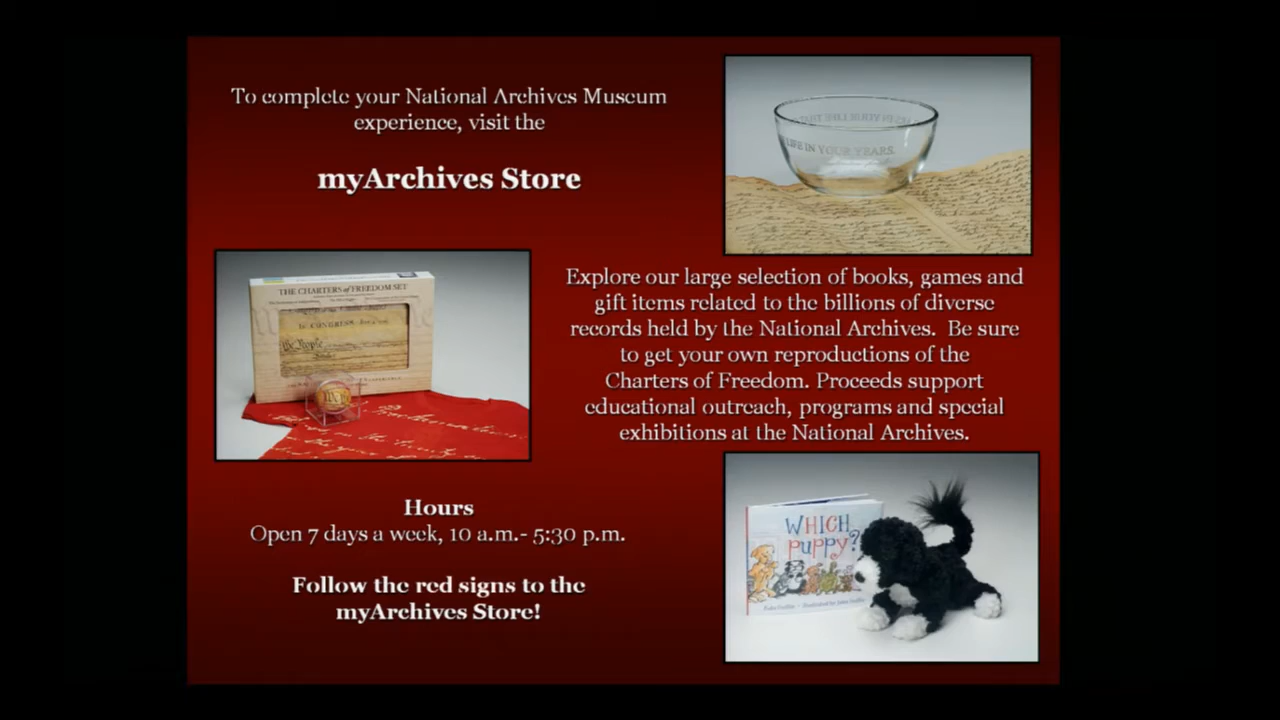 To complete your National Archives Museum
experience, visit the
myArchives Store
LIFE IN YOUR YEARS.
THE CHARTERS of FREEDOM SET
IN CONGRESS
We the People
Explore our large selection of books, games and
gift items related to the billions of diverse
records held by the National Archives. Be sure
to get your own reproductions of the
Charters of Freedom. Proceeds support
educational outreach, programs and special
exhibitions at the National Archives.
WHICH
puppy?
Hours
Open 7 days a week, 10 a.m.- 5:30 p.m.
Follow the red signs to the
myArchives Store!